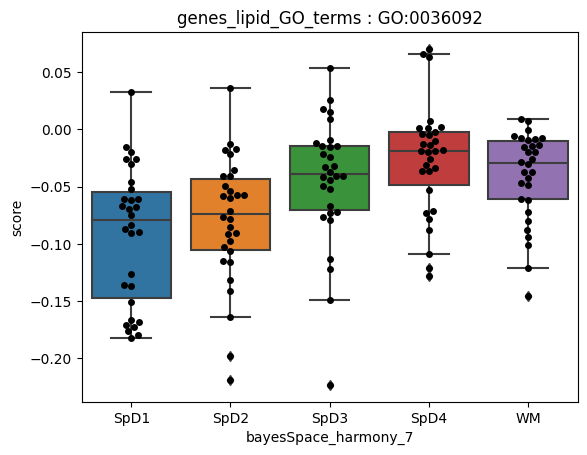 genes_lipid_GO_terms : GO:0036092
0.05
0.00
−0.05
−0.10
−0.15
−0.20
score
SpD1 SpD2 SpD3 SpD4 WM
bayesSpace_harmony_7